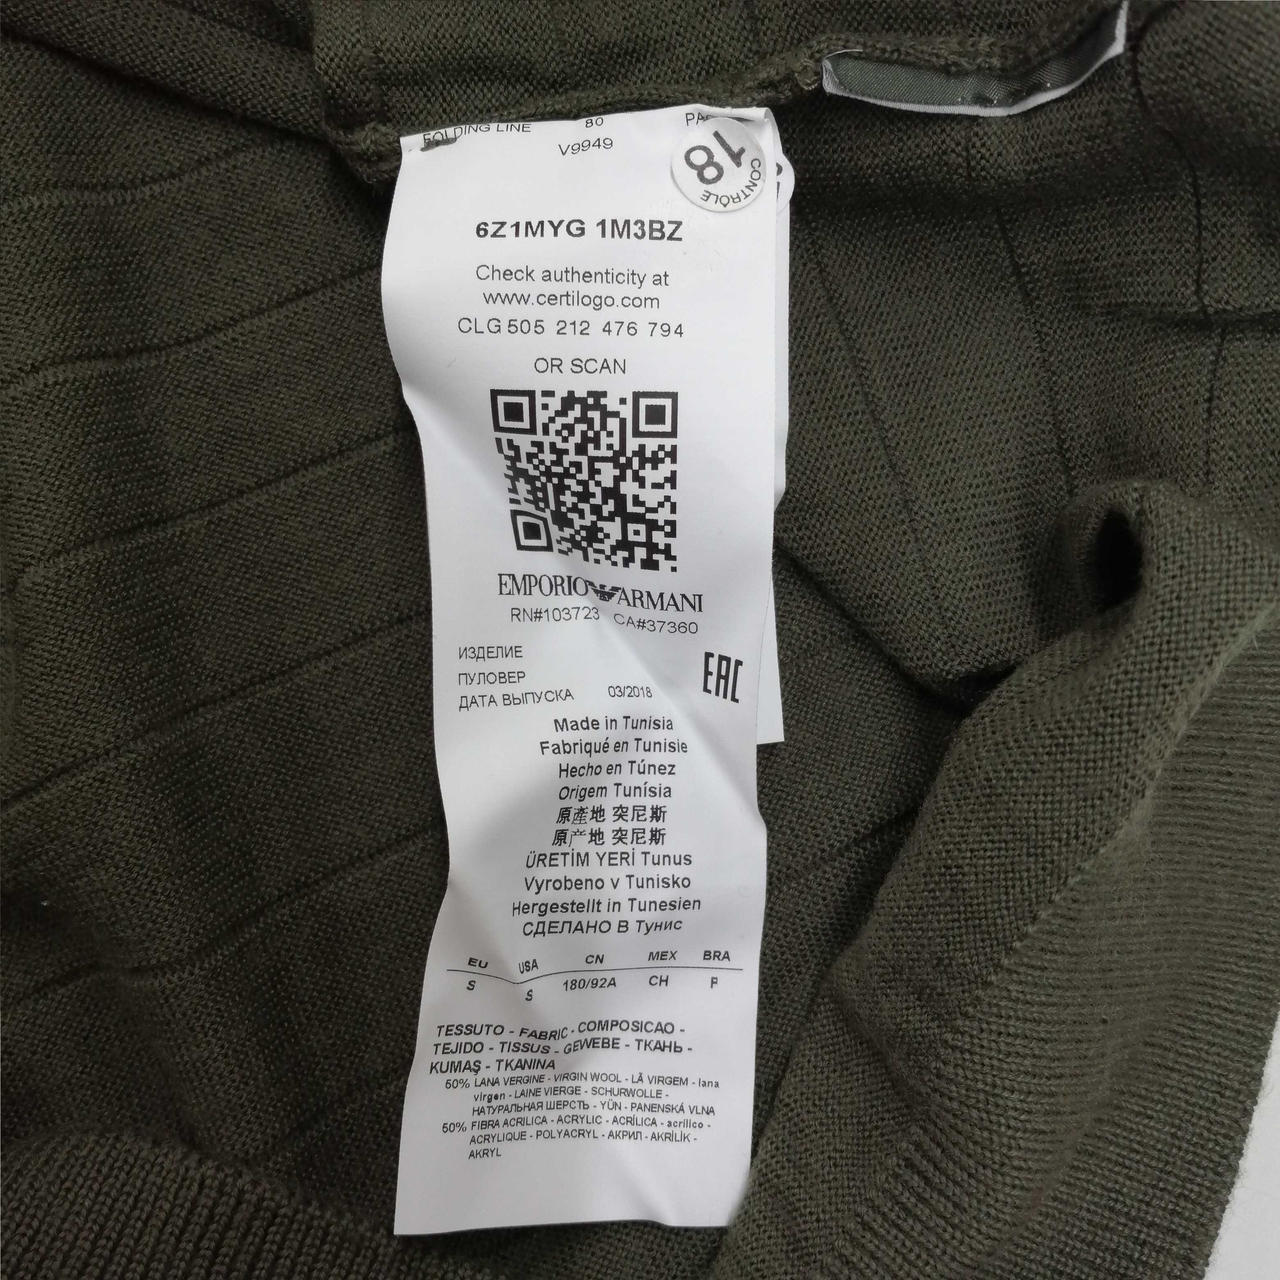 FOLDING LINE 80
V9949
18
CONTRÔLE
6Z1MYG 1M3BZ
Check authenticity at
www.certilogo.com
CLG 505 212 476 794
OR SCAN
EMPORIO ARMANI
RN#103723 CA#37360
ИЗДЕЛИЕ
ПУЛОВЕР
ДАТА ВЫПУСКА 03/2018
EAC
Made in Tunisia
Fabriqué en Tunisie
Hecho en Túnez
Origem Tunísia
原產地 突尼斯
原产地 突尼斯
ÜRETİM YERİ Tunus
Vyrobeno v Tunisko
Hergestellt in Tunesien
СДЕЛАНО В Тунис
EU USA CN MEX BRA
S S 180/92A CH P
TESSUTO - FABRIC - COMPOSICAO -
TEJIDO - TISSUS - GEWEBE - ТКАНЬ -
KUMAŞ - TKANINA
50% LANA VERGINE - VIRGIN WOOL - LÃ VIRGEM - lana
virgen - LAINE VIERGE - SCHURWOLLE -
НАТУРАЛЬНАЯ ШЕРСТЬ - YÜN - PANENSKÁ VLNA
50% FIBRA ACRILICA - ACRYLIC - ACRÍLICA - acrílico -
ACRYLIQUE - POLYACRYL - АКРИЛ - AKRİLİK -
AKRYL